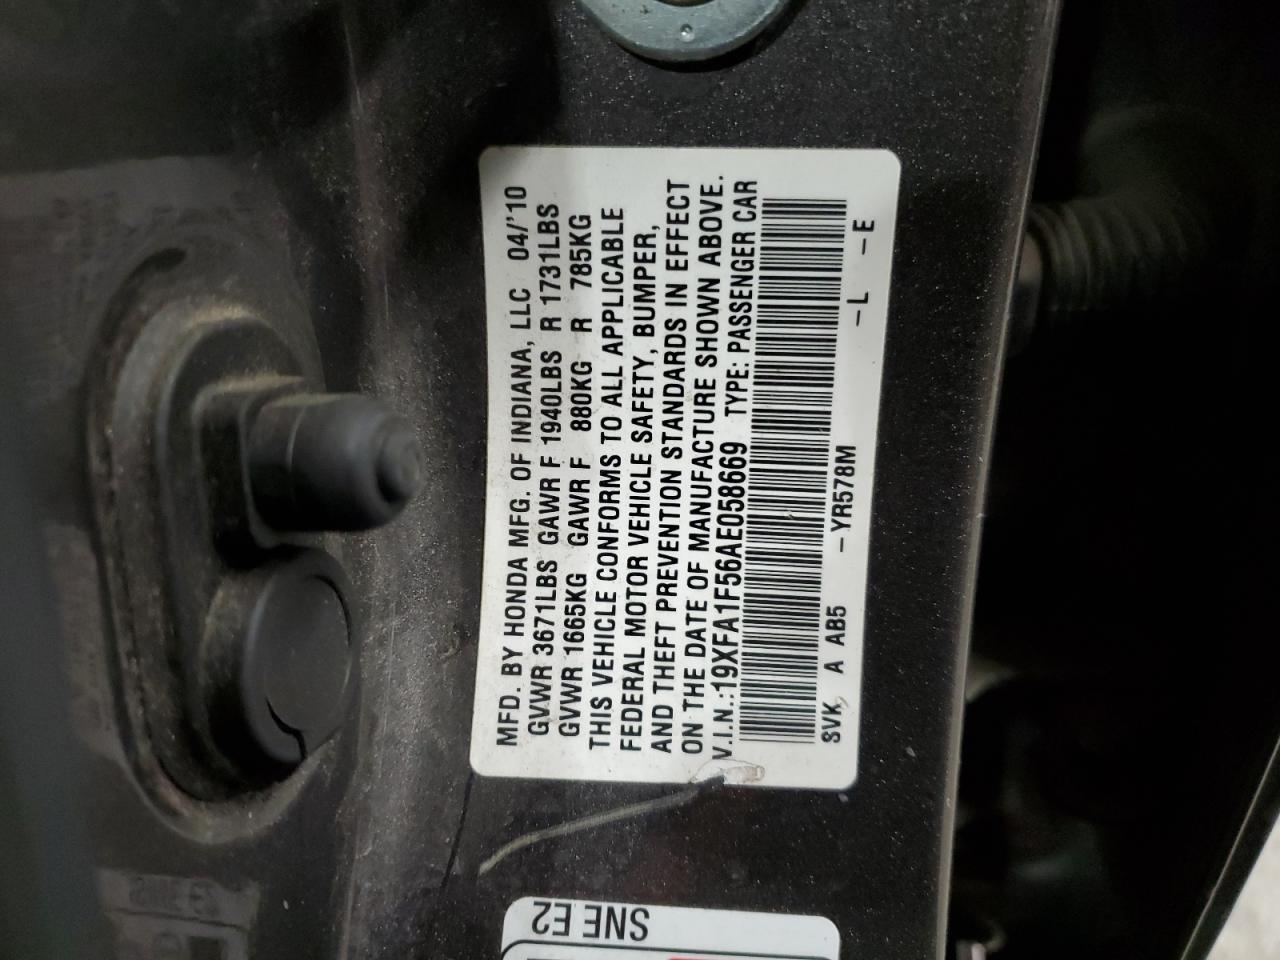 MFD. BY HONDA MFG. OF INDIANA, LLC 04/'10
GVWR 3671LBS GAWR F 1940LBS R 1731LBS
GVWR 1665KG GAWR F 880KG R 785KG
THIS VEHICLE CONFORMS TO ALL APPLICABLE
FEDERAL MOTOR VEHICLE SAFETY, BUMPER,
AND THEFT PREVENTION STANDARDS IN EFFECT
ON THE DATE OF MANUFACTURE SHOWN ABOVE.
V.I.N.:19XFA1F56AE058669 TYPE: PASSENGER CAR
SVK A AB5 -YR578M -L -E
SNE E2